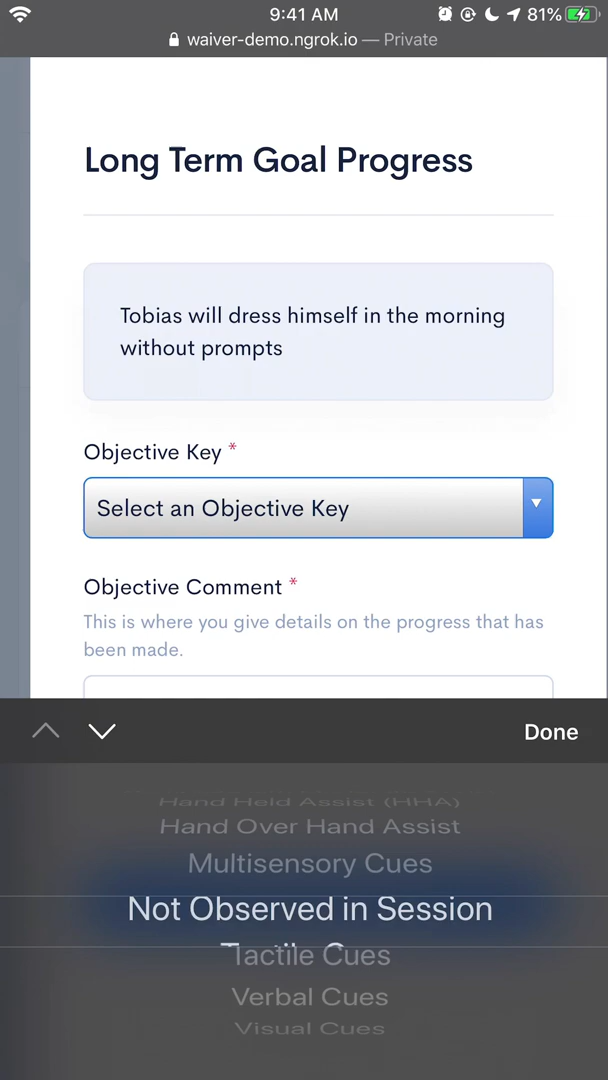 9:41 AM
81%
waiver-demo.ngrok.io — Private
Long Term Goal Progress
Tobias will dress himself in the morning
without prompts
Objective Key *
Select an Objective Key
Objective Comment *
This is where you give details on the progress that has
been made.
Done
Hand Held Assist (HHA)
Hand Over Hand Assist
Multisensory Cues
Not Observed in Session
Tactile Cues
Verbal Cues
Visual Cues